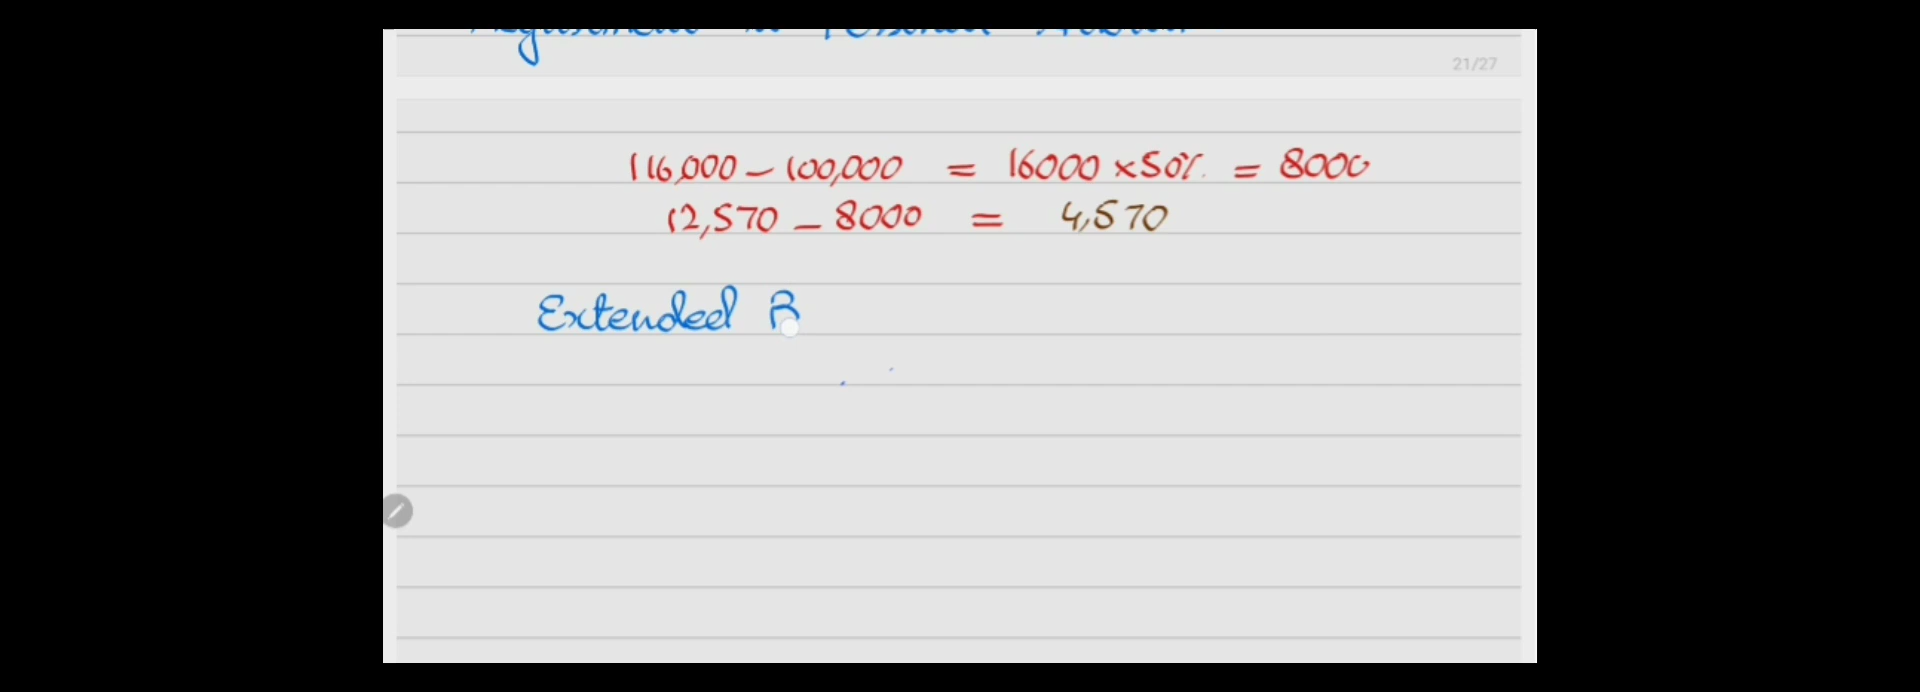 21/27
116,000 - 100,000 = 16000 x 50% = 8000
12,570 - 8000 = 4,570
Extended B